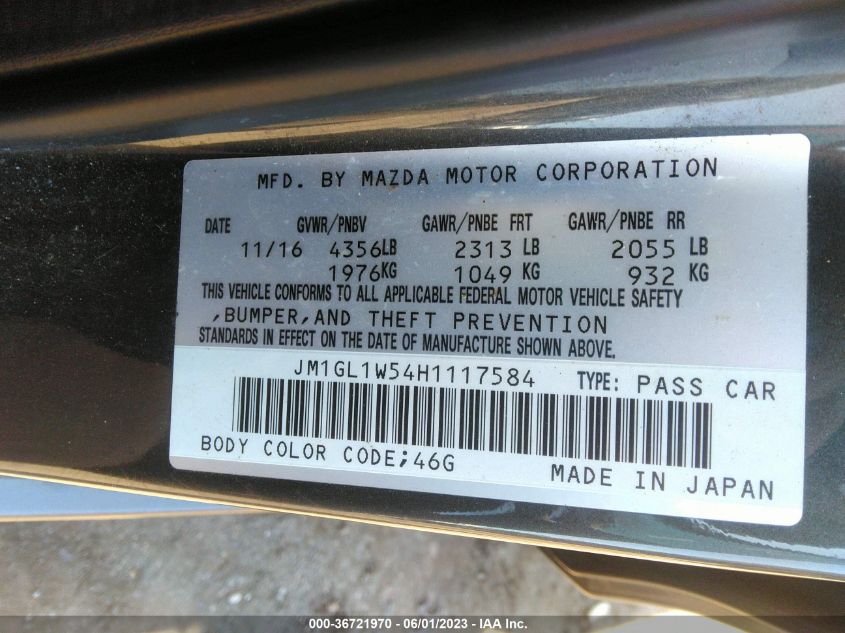 MFD. BY MAZDA MOTOR CORPORATION
DATE GVWR/PNBV GAWR/PNBE FRT GAWR/PNBE RR
11/16 4356LB 2313 LB 2055 LB
1976KG 1049 KG 932 KG
THIS VEHICLE CONFORMS TO ALL APPLICABLE FEDERAL MOTOR VEHICLE SAFETY
,BUMPER,AND THEFT PREVENTION
STANDARDS IN EFFECT ON THE DATE OF MANUFACTURE SHOWN ABOVE.
JM1GL1W54H1117584 TYPE: PASS CAR
BODY COLOR CODE;46G
MADE IN JAPAN
000-36721970 - 06/01/2023 - IAA Inc.